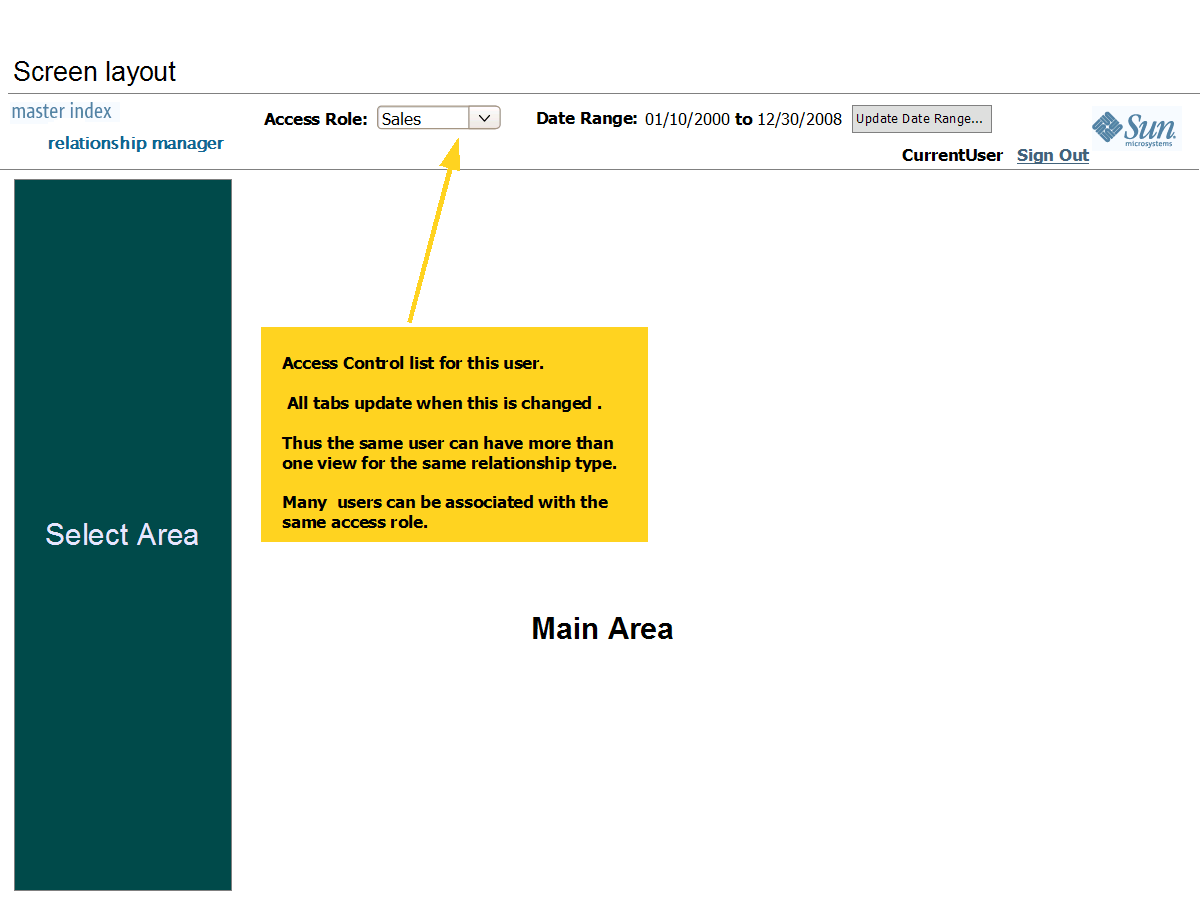 Screen layout
master index
relationship manager
Access Role: Sales
Date Range: 01/10/2000 to 12/30/2008 Update Date Range...
CurrentUser Sign Out
Sun
microsystems
Access Control list for this user.
All tabs update when this is changed .
Thus the same user can have more than
one view for the same relationship type.
Many users can be associated with the
same access role.
Select Area
Main Area